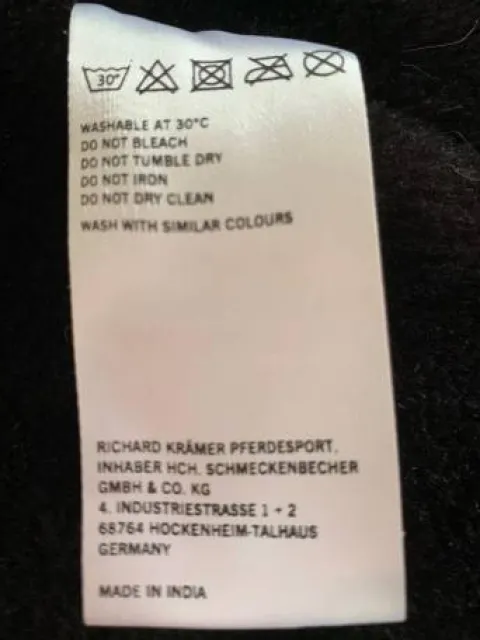 30°
WASHABLE AT 30°C
DO NOT BLEACH
DO NOT TUMBLE DRY
DO NOT IRON
DO NOT DRY CLEAN
WASH WITH SIMILAR COLOURS
RICHARD KRÄMER PFERDESPORT,
INHABER HCH. SCHMECKENBECHER
GMBH & CO. KG
4. INDUSTRIESTRASSE 1 + 2
68764 HOCKENHEIM-TALHAUS
GERMANY
MADE IN INDIA